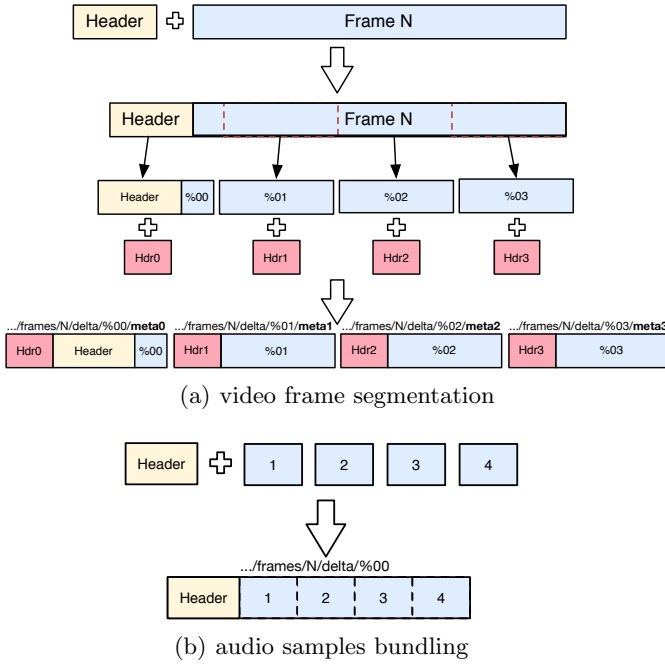 Header Frame N
Header Frame N
Header %00 %01 %02 %03
Hdr0 Hdr1 Hdr2 Hdr3
.../frames/N/delta/%00/meta0 .../frames/N/delta/%01/meta1 .../frames/N/delta/%02/meta2 .../frames/N/delta/%03/meta3
Hdr0 Header %00 Hdr1 %01 Hdr2 %02 Hdr3 %03
(a) video frame segmentation
Header 1 2 3 4
.../frames/N/delta/%00
Header 1 2 3 4
(b) audio samples bundling